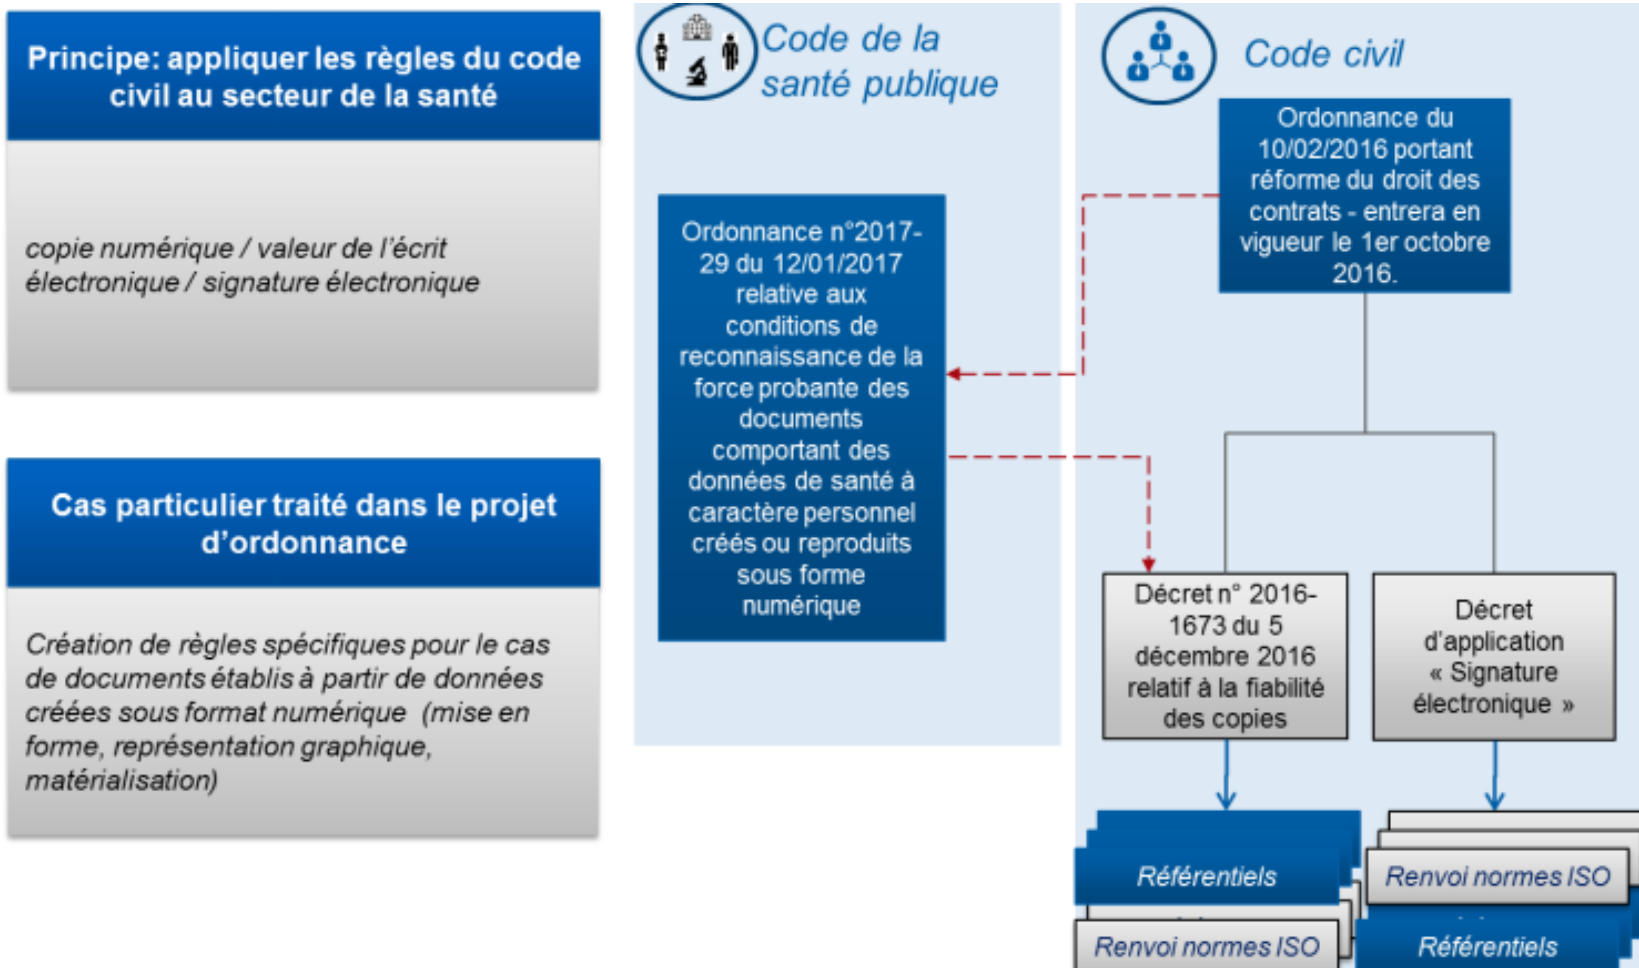 Principe: appliquer les règles du code
civil au secteur de la santé
copie numérique / valeur de l'écrit
électronique / signature électronique
Cas particulier traité dans le projet
d'ordonnance
Création de règles spécifiques pour le cas
de documents établis à partir de données
créées sous format numérique (mise en
forme, représentation graphique,
matérialisation)
Code de la
santé publique
Ordonnance n°2017-
29 du 12/01/2017
relative aux
conditions de
reconnaissance de la
force probante des
documents
comportant des
données de santé à
caractère personnel
créés ou reproduits
sous forme
numérique
Code civil
Ordonnance du
10/02/2016 portant
réforme du droit des
contrats - entrera en
vigueur le 1er octobre
2016.
Décret n° 2016-
1673 du 5
décembre 2016
relatif à la fiabilité
des copies
Décret
d'application
« Signature
électronique »
Référentiels
Renvoi normes ISO
Renvoi normes ISO
Référentiels